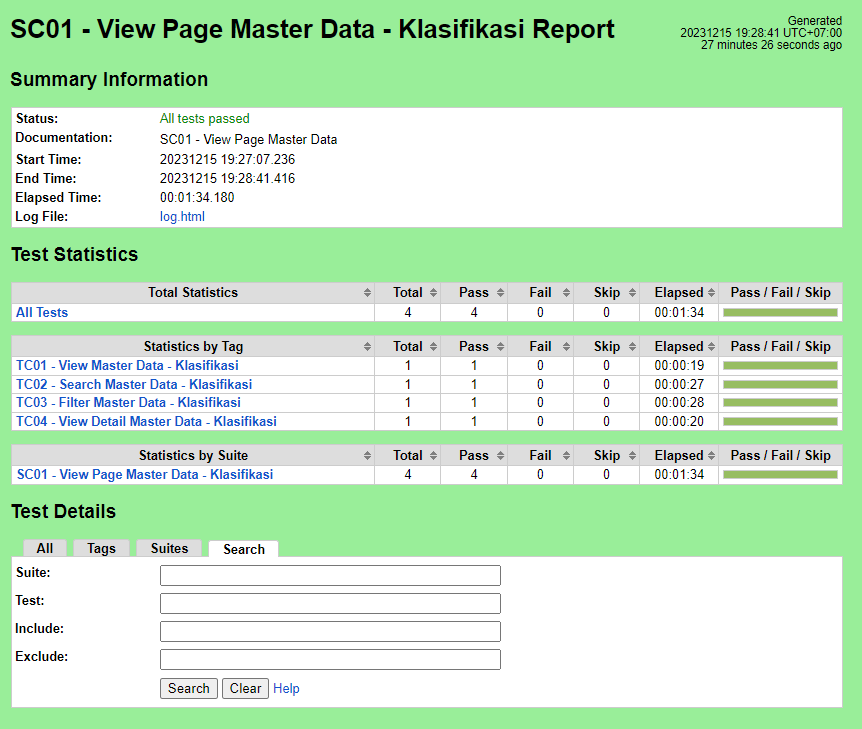 SC01 - View Page Master Data - Klasifikasi Report
Generated
20231215 19:28:41 UTC+07:00
27 minutes 26 seconds ago
Summary Information
Status: All tests passed
Documentation: SC01 - View Page Master Data
Start Time: 20231215 19:27:07.236
End Time: 20231215 19:28:41.416
Elapsed Time: 00:01:34.180
Log File: log.html
Test Statistics
Total Statistics Total Pass Fail Skip Elapsed Pass / Fail / Skip
All Tests 4 4 0 0 00:01:34
Statistics by Tag Total Pass Fail Skip Elapsed Pass / Fail / Skip
TC01 - View Master Data - Klasifikasi 1 1 0 0 00:00:19
TC02 - Search Master Data - Klasifikasi 1 1 0 0 00:00:27
TC03 - Filter Master Data - Klasifikasi 1 1 0 0 00:00:28
TC04 - View Detail Master Data - Klasifikasi 1 1 0 0 00:00:20
Statistics by Suite Total Pass Fail Skip Elapsed Pass / Fail / Skip
SC01 - View Page Master Data - Klasifikasi 4 4 0 0 00:01:34
Test Details
All Tags Suites Search
Suite:
Test:
Include:
Exclude:
Search Clear Help